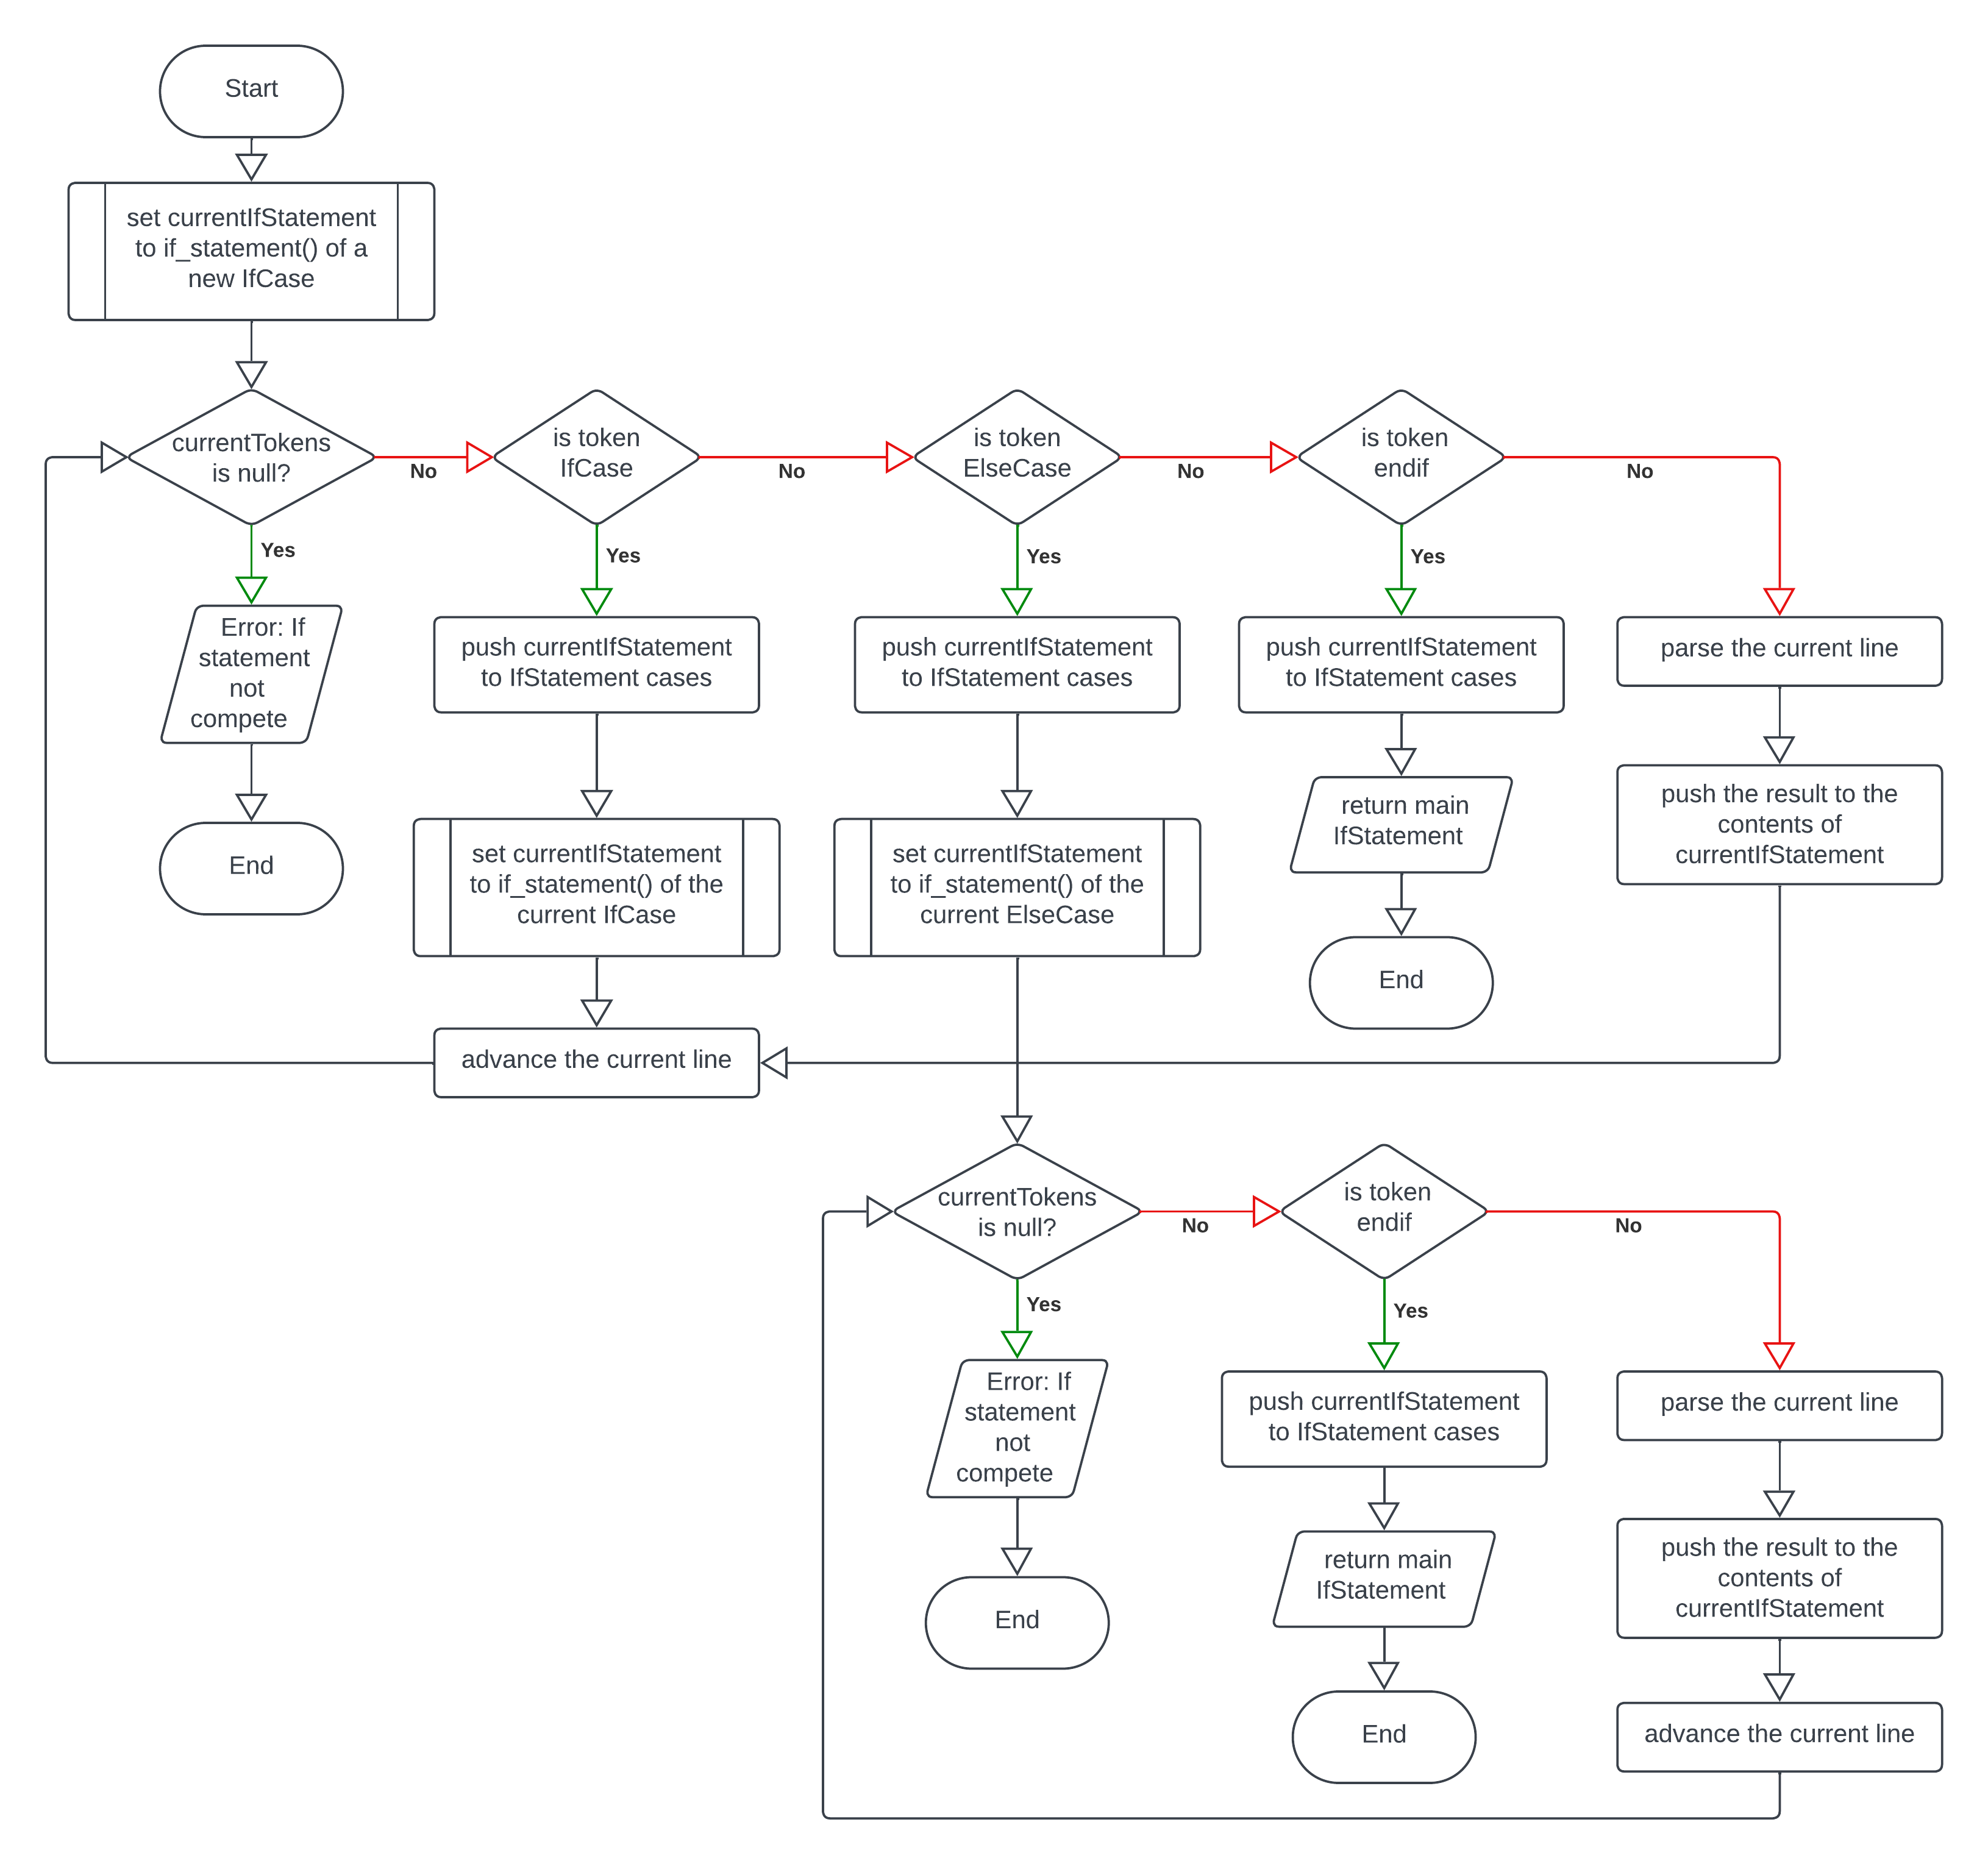 Start
set currentIfStatement
to if_statement() of a
new IfCase
currentTokens
is null?
No
is token
IfCase
No
is token
ElseCase
No
is token
endif
No
Yes
Yes
Yes
Yes
Error: If
statement
not
compete
End
push currentIfStatement
to IfStatement cases
set currentIfStatement
to if_statement() of the
current IfCase
advance the current line
push currentIfStatement
to IfStatement cases
set currentIfStatement
to if_statement() of the
current ElseCase
push currentIfStatement
to IfStatement cases
return main
IfStatement
End
parse the current line
push the result to the
contents of
currentIfStatement
currentTokens
is null?
No
is token
endif
No
Yes
Yes
Error: If
statement
not
compete
End
push currentIfStatement
to IfStatement cases
return main
IfStatement
End
parse the current line
push the result to the
contents of
currentIfStatement
advance the current line